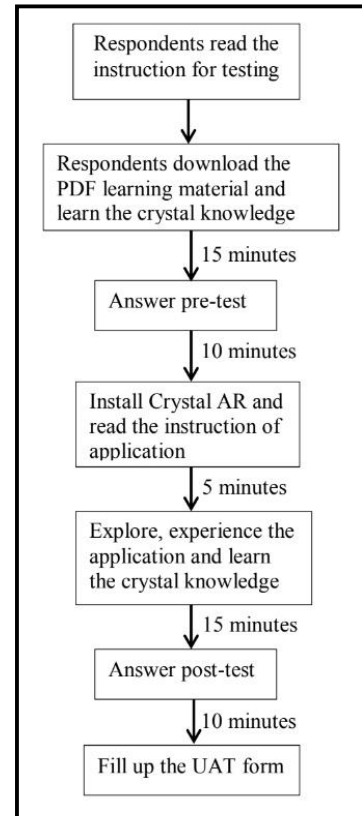 Respondents read the
instruction for testing
Respondents download the
PDF learning material and
learn the crystal knowledge
15 minutes
Answer pre-test
10 minutes
Install Crystal AR and
read the instruction of
application
5 minutes
Explore, experience the
application and learn
the crystal knowledge
15 minutes
Answer post-test
10 minutes
Fill up the UAT form